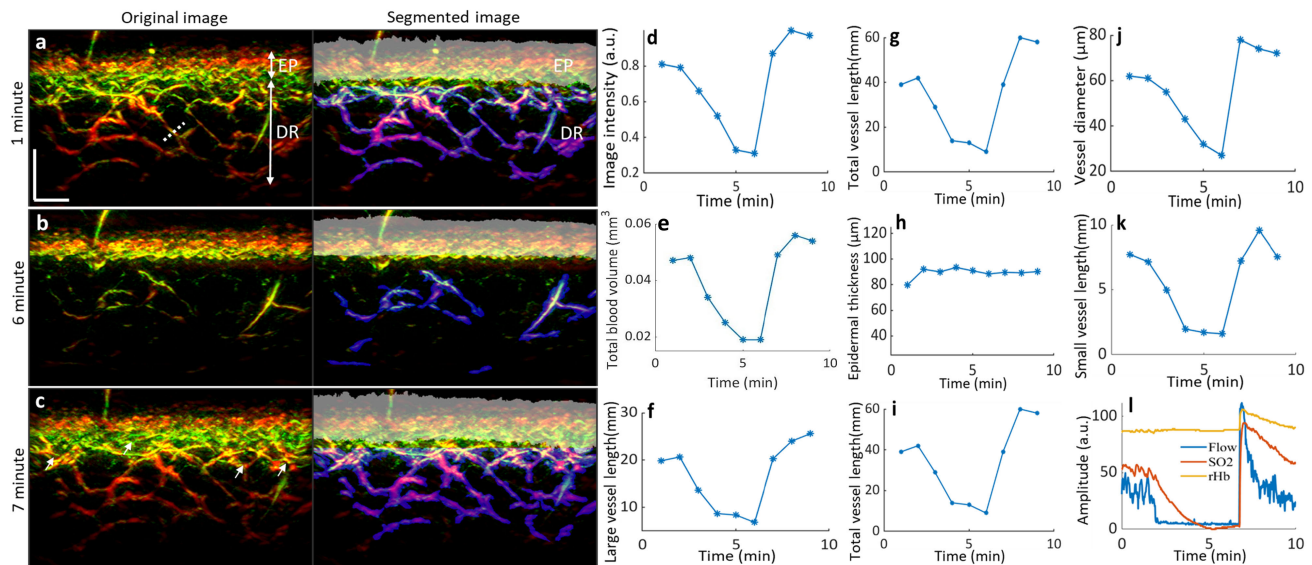 Original image
Segmented image
1 minute
a
EP
DR
EP
DR
6 minute
b
7 minute
c
d
Image intensity (a.u.)
0.8
0.6
0.4
0.2
0
5
10
Time (min)
e
Total blood volume (mm³
0.06
0.04
0.02
0
5
10
Time (min)
f
Large vessel length(mm)
30
20
10
0
5
10
Time (min)
g
Total vessel length(mm)
60
40
20
0
0
5
10
Time (min)
h
Epidermal thickness (µm)
120
100
80
60
40
0
5
10
Time (min)
i
Total vessel length(mm)
60
40
20
0
0
5
10
Time (min)
j
Vessel diameter (µm)
80
60
40
20
0
5
10
Time (min)
k
Small vessel length(mm)
10
5
0
0
5
10
Time (min)
l
Amplitude (a.u.)
100
50
0
Flow
SO2
rHb
0
2
4
6
8
10
Time (min)